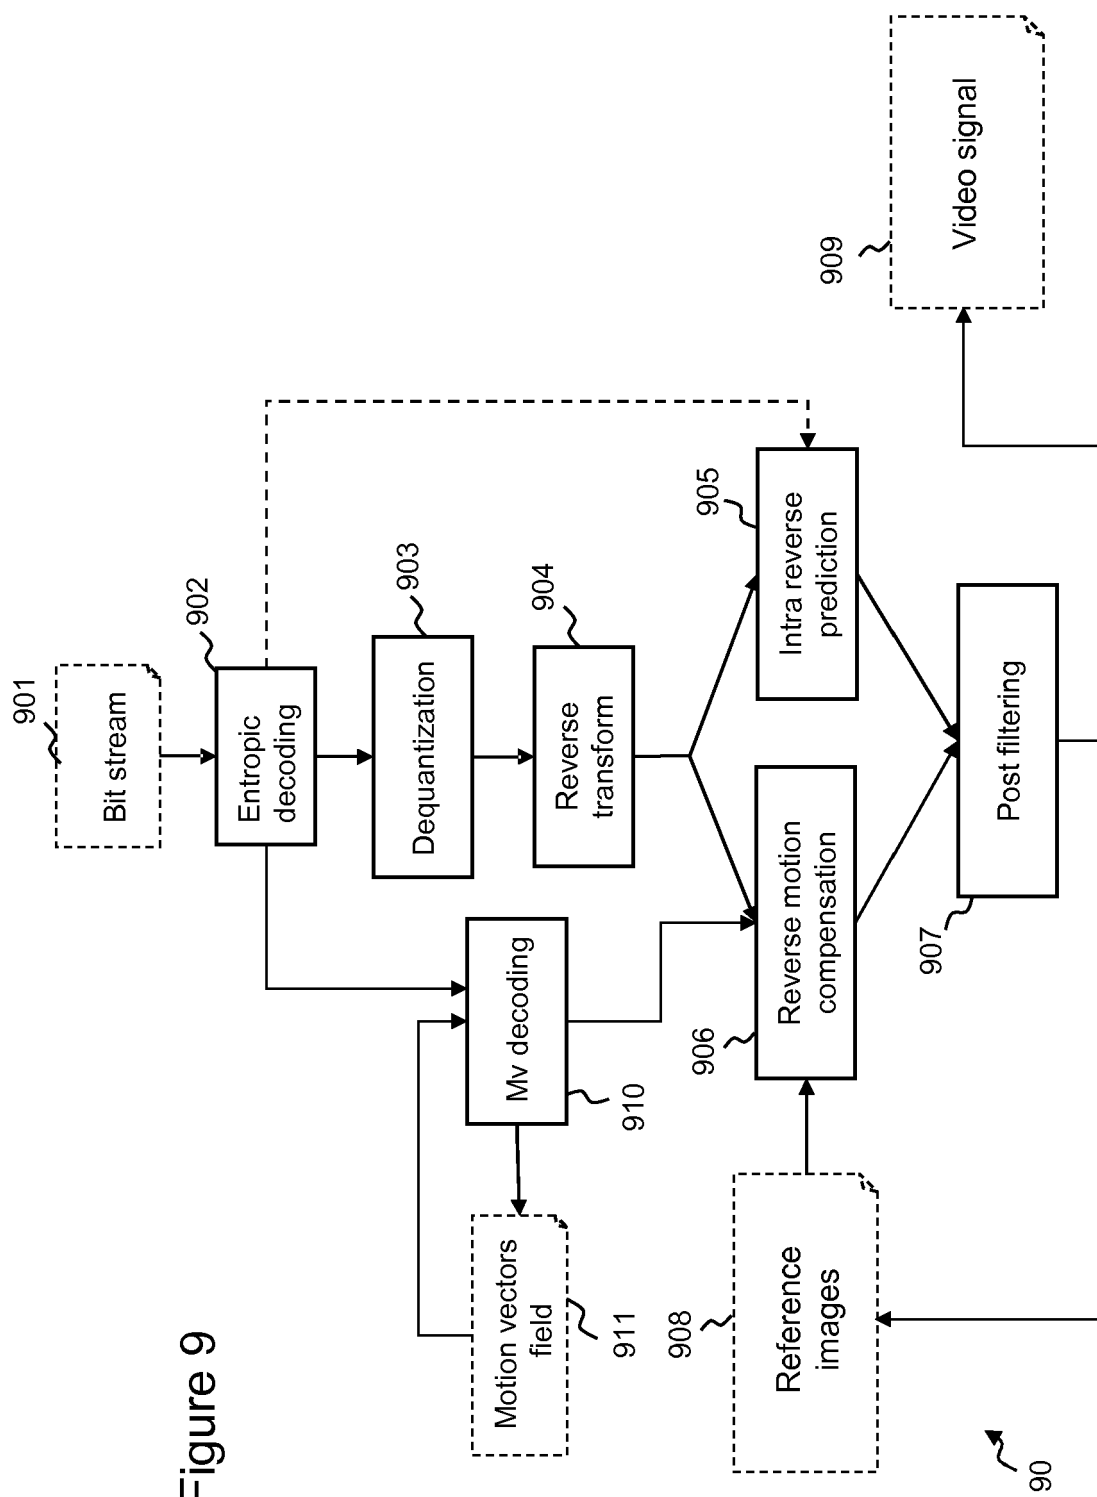 Figure 9
901
Bit stream
902
Entropic
decoding
903
Dequantization
904
Reverse
transform
Mv decoding
910
Motion vectors
field
911
908
Reference
images
906
Reverse motion
compensation
905
Intra reverse
prediction
907
Post filtering
909
Video signal
90